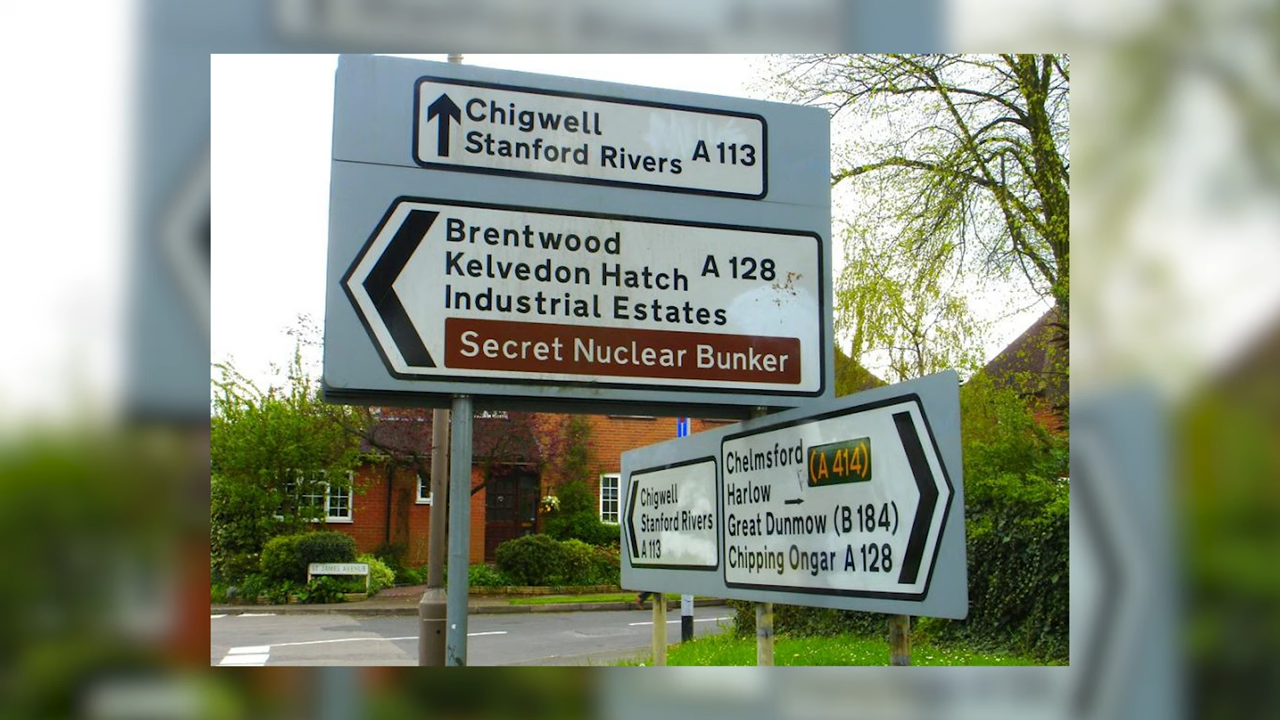 Chigwell
Stanford Rivers A 113
Brentwood
Kelvedon Hatch A 128
Industrial Estates
Secret Nuclear Bunker
Chigwell
Stanford Rivers
A 113
Chelmsford (A 414)
Harlow
Great Dunmow (B 184)
Chipping Ongar A 128
ST. JAMES AVENUE